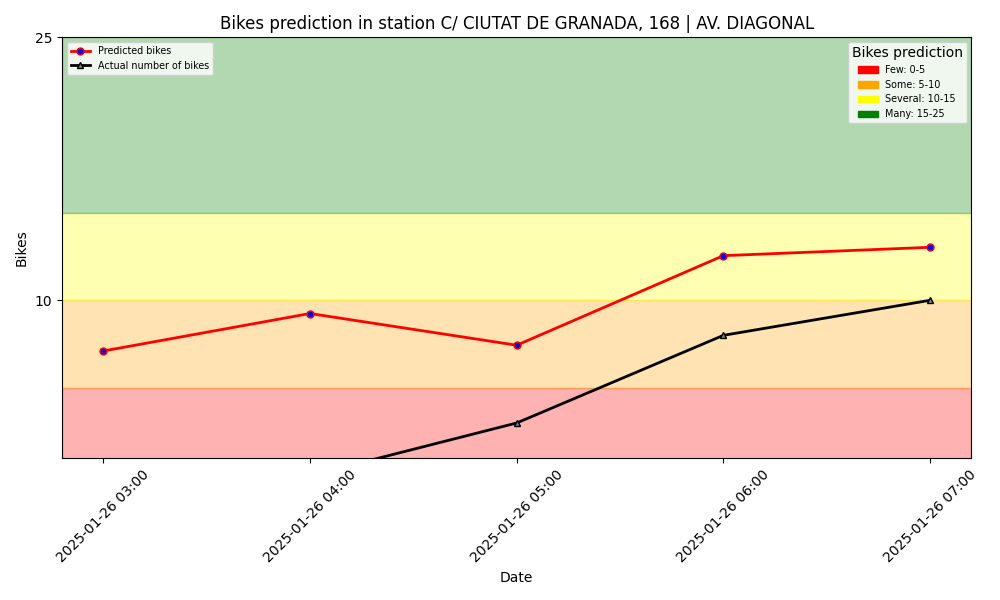 Bikes prediction in station C/ CIUTAT DE GRANADA, 168 | AV. DIAGONAL
25
10
Bikes
Predicted bikes
Actual number of bikes
Bikes prediction
Few: 0-5
Some: 5-10
Several: 10-15
Many: 15-25
2025-01-26 03:00
2025-01-26 04:00
2025-01-26 05:00
2025-01-26 06:00
2025-01-26 07:00
Date